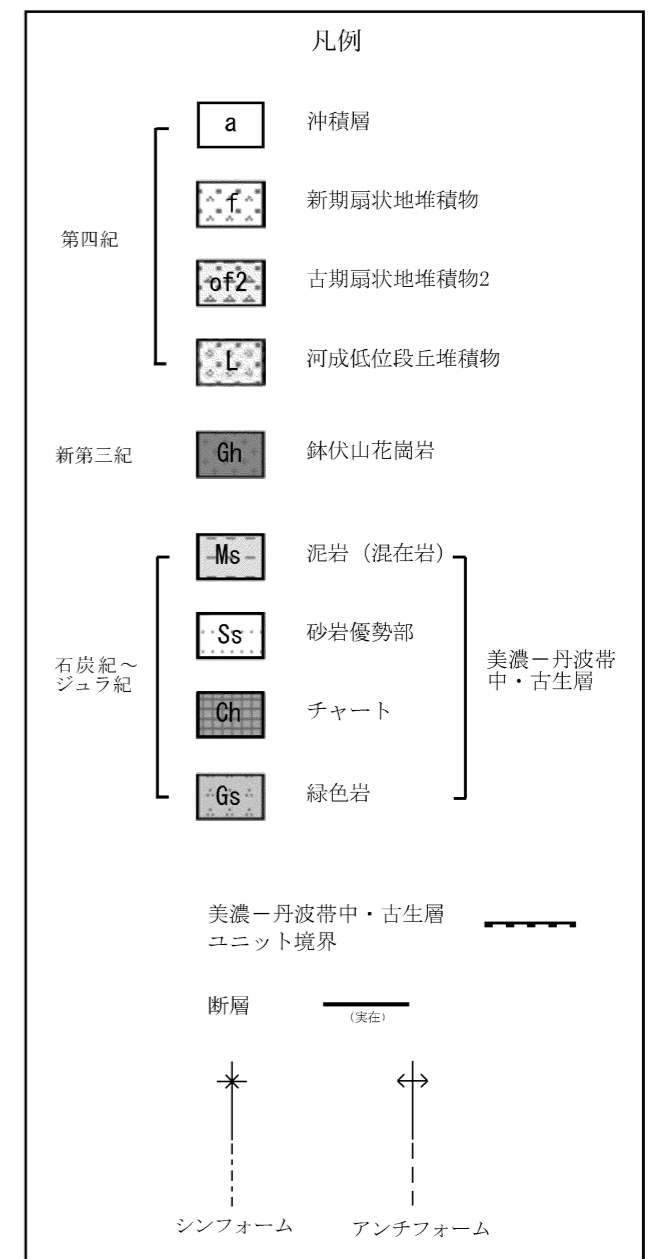 凡例
第四紀
a 沖積層
f 新期扇状地堆積物
of2 古期扇状地堆積物2
L 河成低位段丘堆積物
新第三紀
Gh 鉢伏山花崗岩
石炭紀～
ジュラ紀
Ms 泥岩（混在岩）
Ss 砂岩優勢部
Ch チャート
Gs 緑色岩
美濃－丹波帯
中・古生層
美濃－丹波帯中・古生層
ユニット境界
断層
(実在)
シンフォーム
アンチフォーム